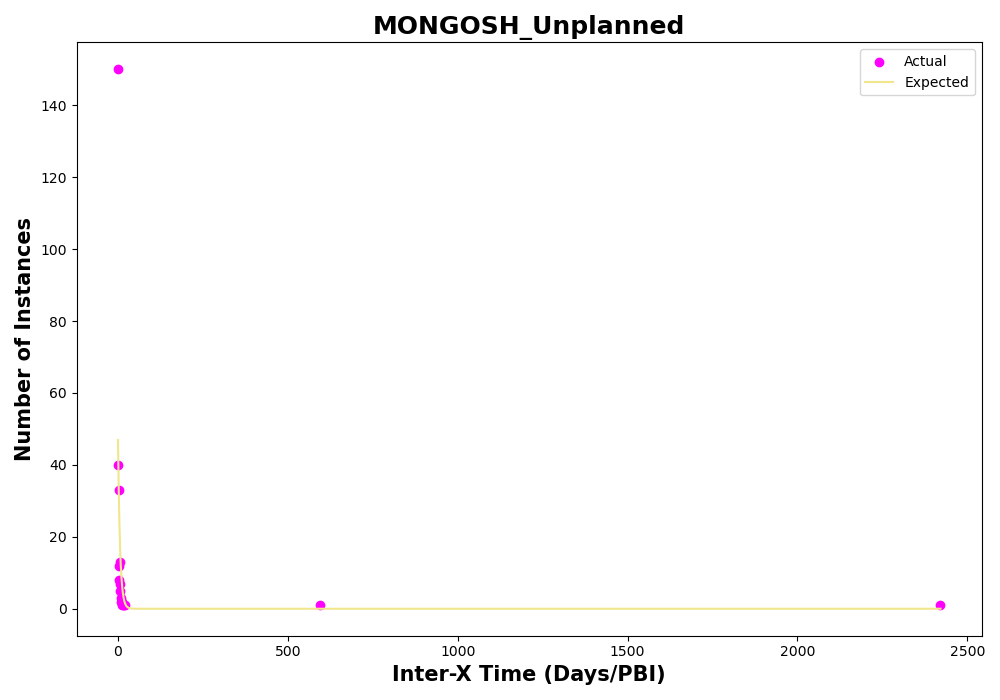 MONGOSH_Unplanned
Actual
Expected
Number of Instances
140
120
100
80
60
40
20
0
0
500
1000
1500
2000
2500
Inter-X Time (Days/PBI)